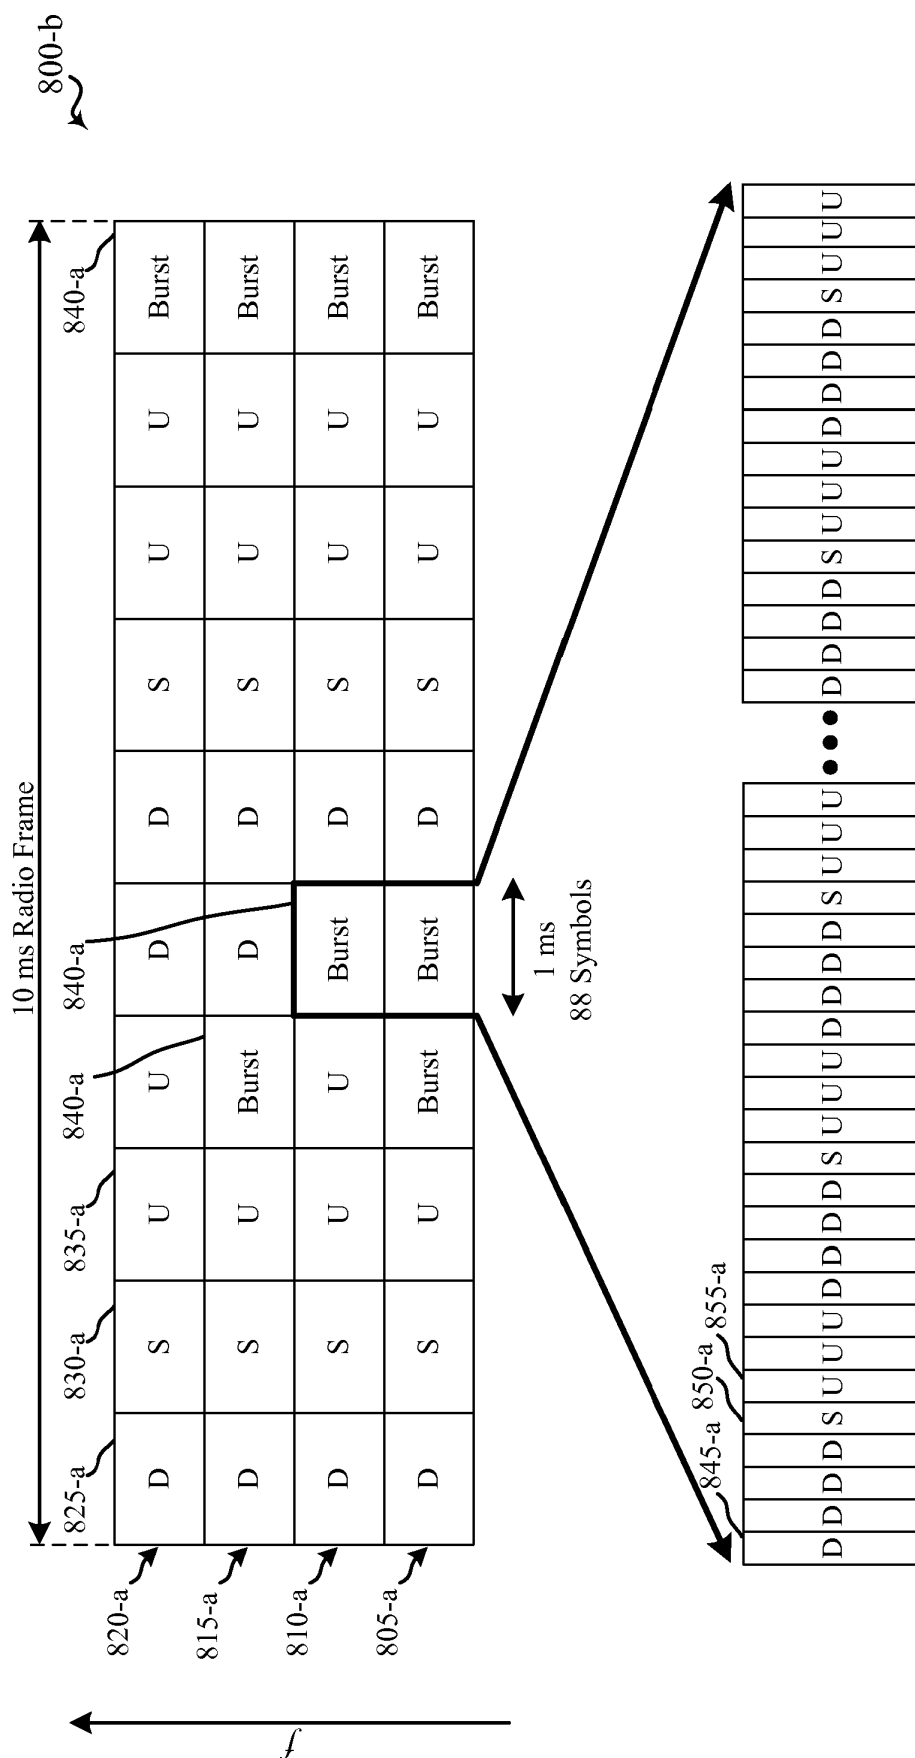 10 ms Radio Frame
800-b
825-a 830-a 835-a 840-a 840-a 840-a
820-a D S U U D D S U U Burst
815-a D S U Burst D D S U U Burst
f
810-a D S U U Burst D S U U Burst
805-a D S U Burst Burst D S U U Burst
1 ms
88 Symbols
845-a 850-a 855-a
D D D D S U U U D D D D S U U U D D D D S U U U ••• D D D D S U U U D D D D S U U U